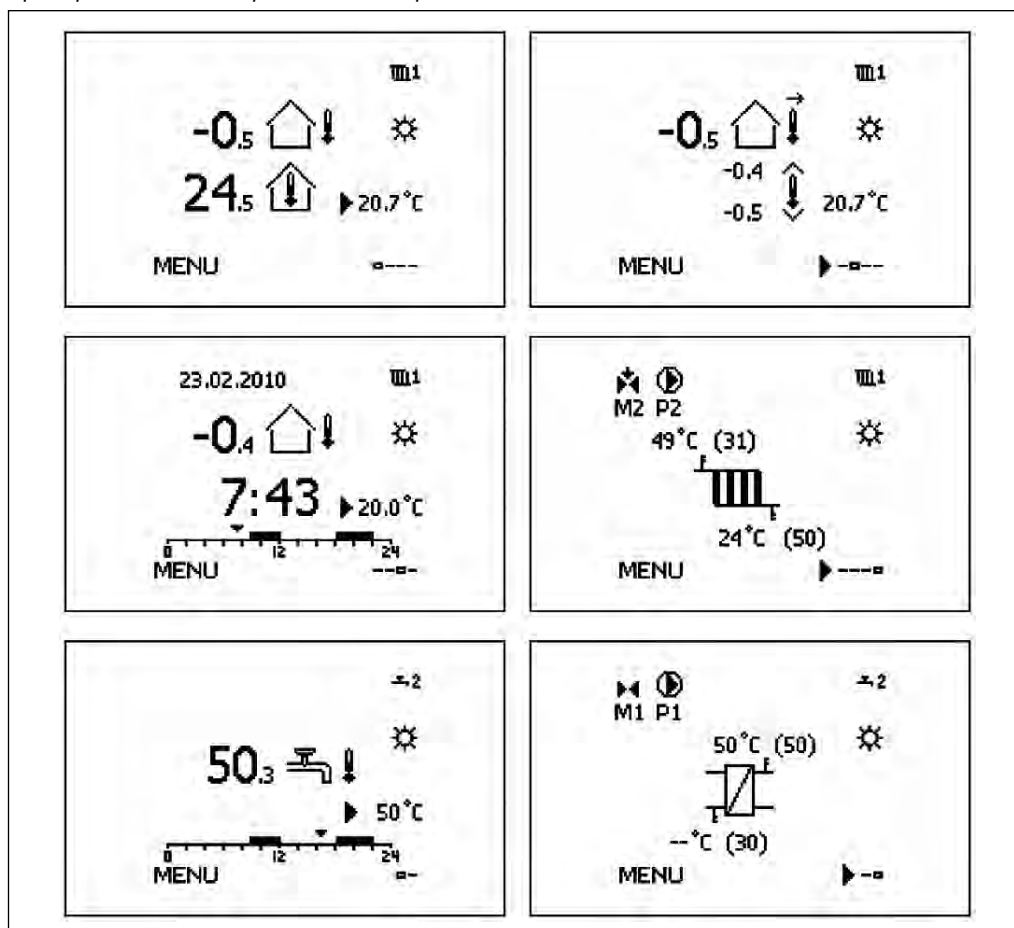 1
-0.5
24.5
20.7°C
MENU
1
-0.5
-0.4
-0.5
20.7°C
MENU
23.02.2010
1
-0.4
7:43
20.0°C
0 12 24
MENU
1
M2 P2
49°C (31)
24°C (50)
MENU
2
50.3
50°C
0 12 24
MENU
2
M1 P1
50°C (50)
--°C (30)
MENU